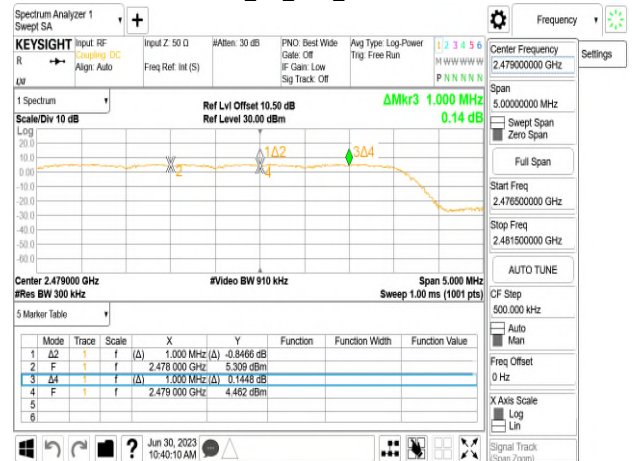 Spectrum Analyzer 1
Swept SA
+
Frequency
KEYSIGHT
R
Input: RF
Coupling: DC
Align: Auto
Input Z: 50 Ω
Freq Ref: Int (S)
#Atten: 30 dB
PNO: Best Wide
Gate: Off
IF Gain: Low
Sig Track: Off
Avg Type: Log-Power
Trig: Free Run
1 2 3 4 5 6
M W W W W W
P N N N N N
1 Spectrum
Scale/Div 10 dB
Log
Ref Lvl Offset 10.50 dB
Ref Level 30.00 dBm
ΔMkr3 1.000 MHz
0.14 dB
20.0
10.0
0.00
-10.0
-20.0
-30.0
-40.0
-50.0
-60.0
1Δ2
3Δ4
2
4
Center 2.479000 GHz
#Res BW 300 kHz
#Video BW 910 kHz
Span 5.000 MHz
Sweep 1.00 ms (1001 pts)
5 Marker Table
Mode Trace Scale X Y Function Function Width Function Value
1 Δ2 1 f (Δ) 1.000 MHz (Δ) -0.8466 dB
2 F 1 f 2.478 000 GHz 5.309 dBm
3 Δ4 1 f (Δ) 1.000 MHz (Δ) 0.1448 dB
4 F 1 f 2.479 000 GHz 4.462 dBm
5
6
?
Jun 30, 2023
10:40:10 AM
Settings
Center Frequency
2.479000000 GHz
Span
5.00000000 MHz
Swept Span
Zero Span
Full Span
Start Freq
2.476500000 GHz
Stop Freq
2.481500000 GHz
AUTO TUNE
CF Step
500.000 kHz
Auto
Man
Freq Offset
0 Hz
X Axis Scale
Log
Lin
Signal Track
(Span Zoom)